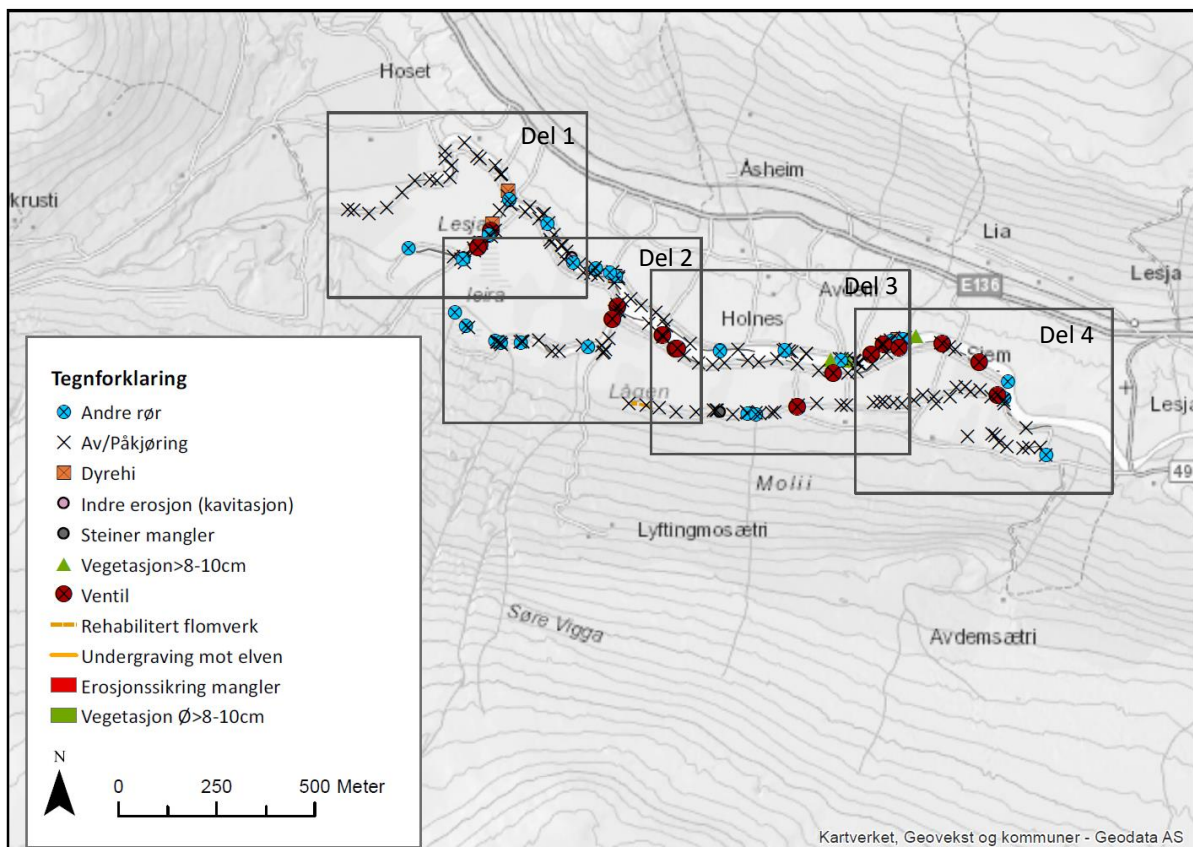 Hoset
Del 1
Åsheim
krusti
Lesja
Lia
Del 2
leira
Del 3
E136
Lesja
Holnes
Del 4
Tegnforklaring
Andre rør
Lågen
Av/Påkjøring
Lesja
Dyrehi
49
Indre erosjon (kavitasjon)
Molii
Steiner mangler
Lyftingmosætri
Vegetasjon>8-10cm
Ventil
Rehabilitert flomverk
Søre Vigga
Avdemsætri
Undergraving mot elven
Erosjonssikring mangler
Vegetasjon Ø>8-10cm
N
0 250 500 Meter
Kartverket, Geovekst og kommuner - Geodata AS